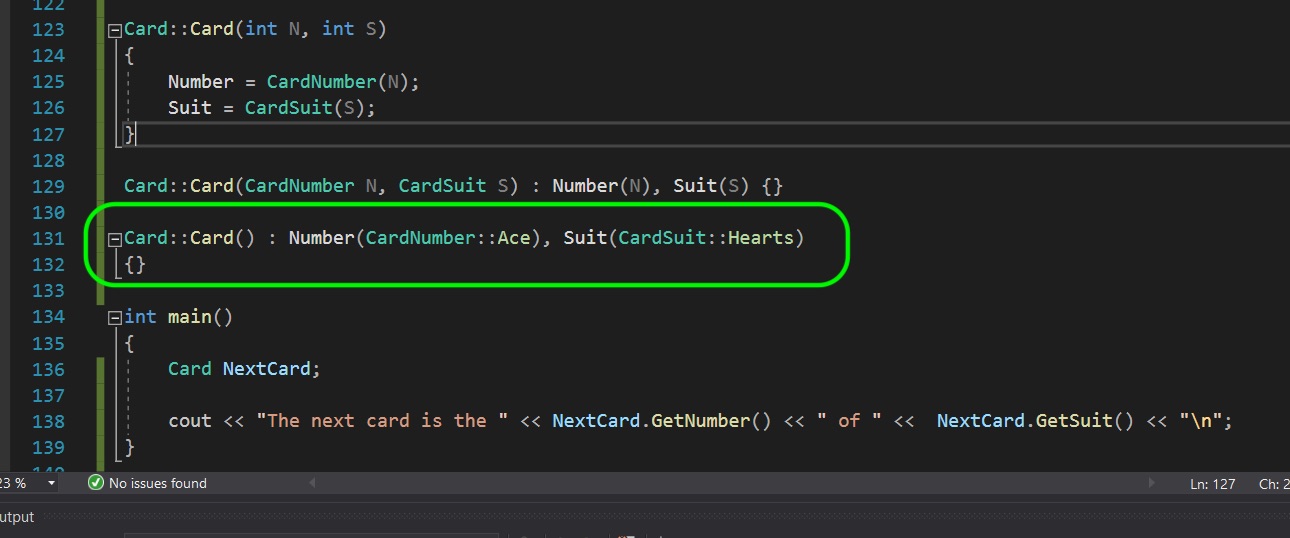 122
123 Card::Card(int N, int S)
124 {
125 Number = CardNumber(N);
126 Suit = CardSuit(S);
127 }
128
129 Card::Card(CardNumber N, CardSuit S) : Number(N), Suit(S) {}
130
131 Card::Card() : Number(CardNumber::Ace), Suit(CardSuit::Hearts)
132 {}
133
134 int main()
135 {
136 Card NextCard;
137
138 cout << "The next card is the " << NextCard.GetNumber() << " of " <<  NextCard.GetSuit() << "\n";
139 }
140
23 % No issues found Ln: 127 Ch: 2
utput